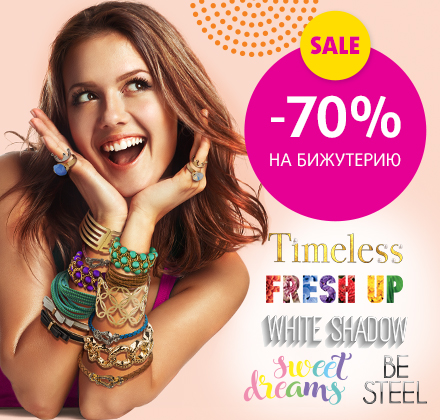 SALE
-70%
НА БИЖУТЕРИЮ
Timeless
FRESH UP
WHITE SHADOW
sweet
dreams
BE
STEEL